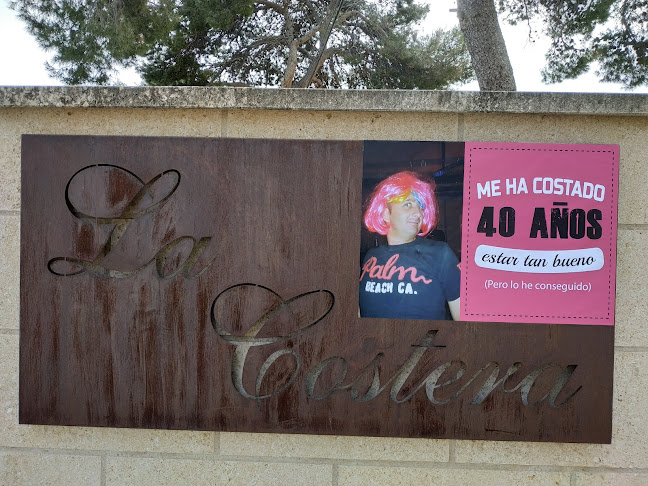 La
Costera
Palm
BEACH CA.
ME HA COSTADO
40 AÑOS
estar tan bueno
(Pero lo he conseguido)